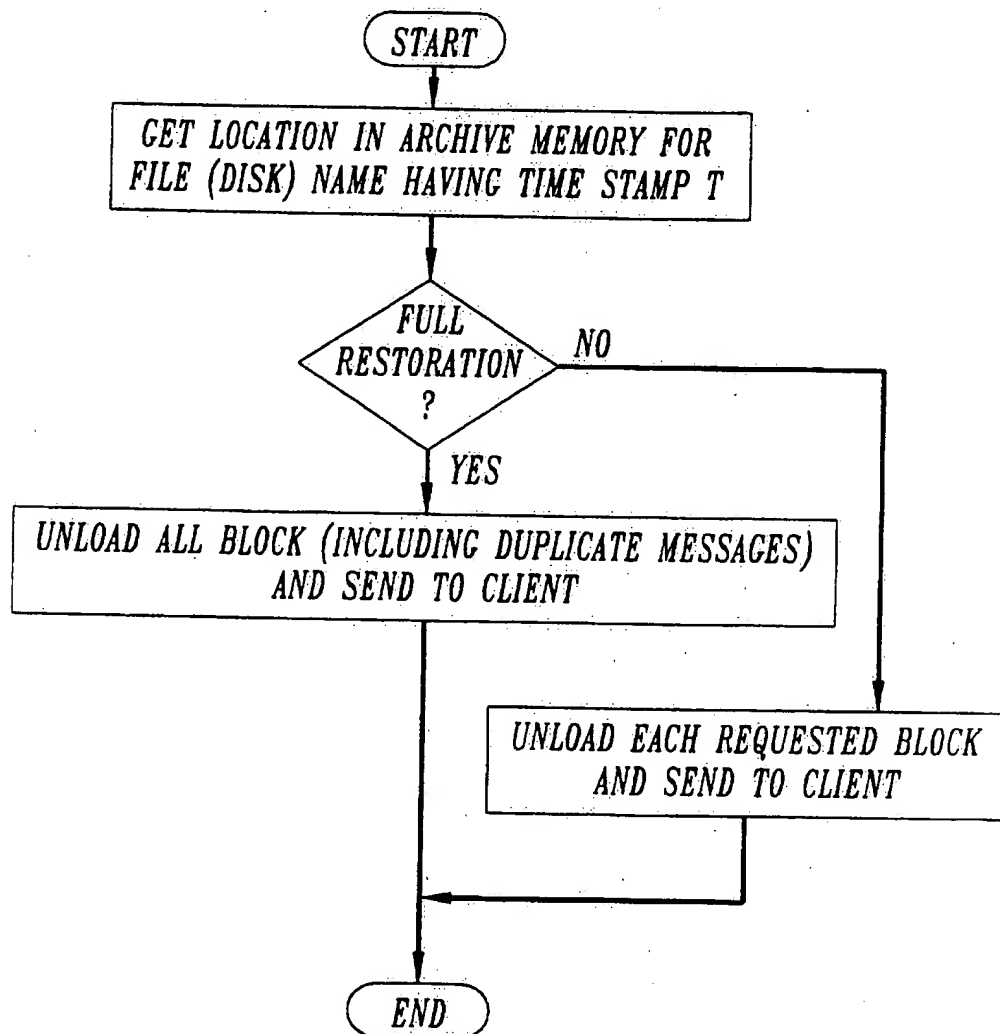 START
GET LOCATION IN ARCHIVE MEMORY FOR
FILE (DISK) NAME HAVING TIME STAMP T
FULL
RESTORATION
?
NO
YES
UNLOAD ALL BLOCK (INCLUDING DUPLICATE MESSAGES)
AND SEND TO CLIENT
UNLOAD EACH REQUESTED BLOCK
AND SEND TO CLIENT
END